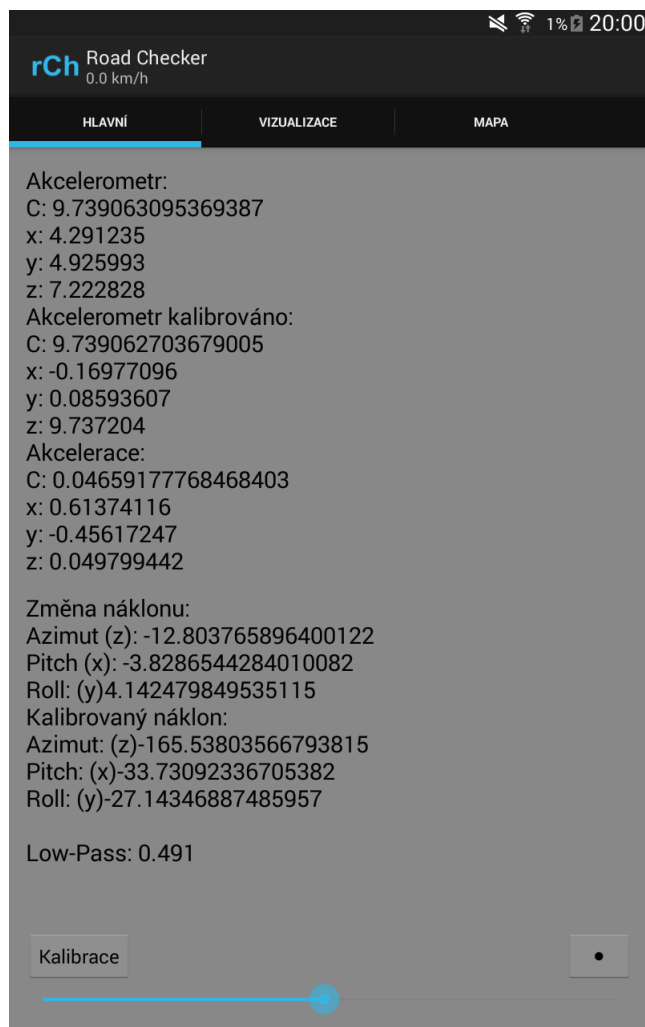 1% 20:00
rCh Road Checker
0.0 km/h
HLAVNÍ VIZUALIZACE MAPA
Akcelerometr:
C: 9.739063095369387
x: 4.291235
y: 4.925993
z: 7.222828
Akcelerometr kalibrováno:
C: 9.739062703679005
x: -0.16977096
y: 0.08593607
z: 9.737204
Akcelerace:
C: 0.04659177768468403
x: 0.61374116
y: -0.45617247
z: 0.049799442
Změna náklonu:
Azimut (z): -12.803765896400122
Pitch (x): -3.8286544284010082
Roll: (y)4.142479849535115
Kalibrovaný náklon:
Azimut: (z)-165.53803566793815
Pitch: (x)-33.73092336705382
Roll: (y)-27.14346887485957
Low-Pass: 0.491
Kalibrace